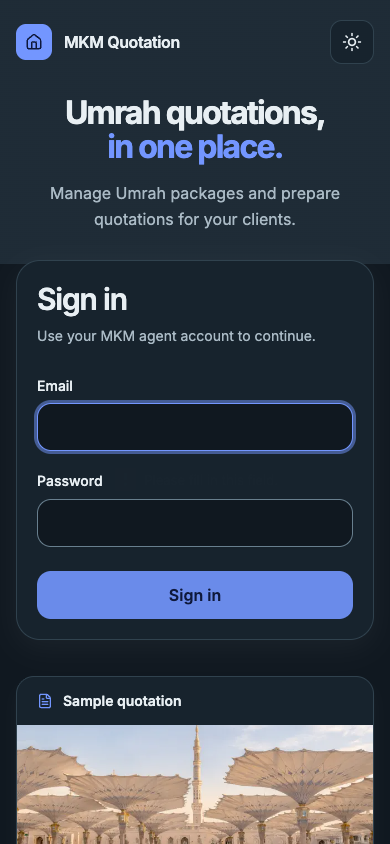 MKM Quotation
Umrah quotations,
in one place.
Manage Umrah packages and prepare
quotations for your clients.
Sign in
Use your MKM agent account to continue.
Email
Password
Sign in
Sample quotation